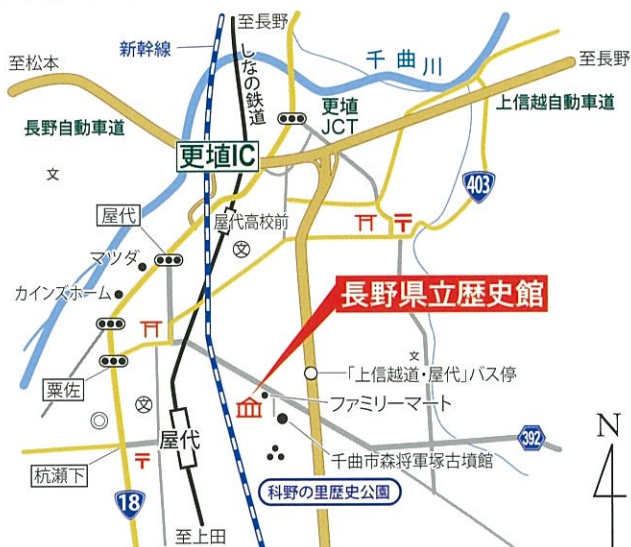 至長野
新幹線
千曲川
至松本
しなの鉄道
至長野
更埴
JCT
上信越自動車道
長野自動車道
更埴IC
文
403
屋代
屋代高校前
〒
文
マツダ
カインズホーム
長野県立歴史館
文
「上信越道・屋代」バス停
粟佐
ファミリーマート
文
392
屋代
千曲市森将軍塚古墳館
杭瀬下
〒
科野の里歴史公園
18
至上田
N